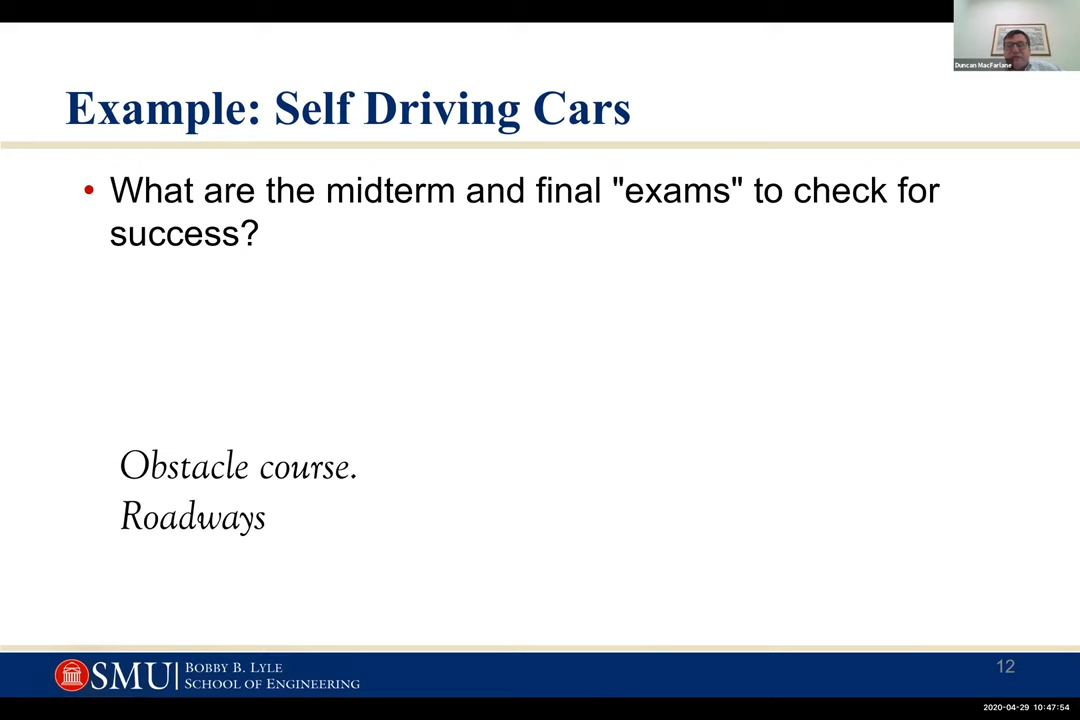 Duncan MacFarlane
Example: Self Driving Cars
• What are the midterm and final "exams" to check for
success?
Obstacle course.
Roadways
SMU
BOBBY B. LYLE
SCHOOL OF ENGINEERING
12
2020-04-29 10:47:54